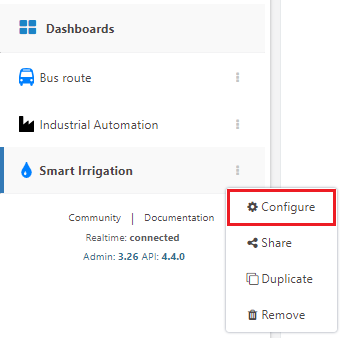 Dashboards
Bus route
Industrial Automation
Smart Irrigation
Configure
Community | Documentation
Realtime: connected
Share
Admin: 3.26 API: 4.4.0
Duplicate
Remove